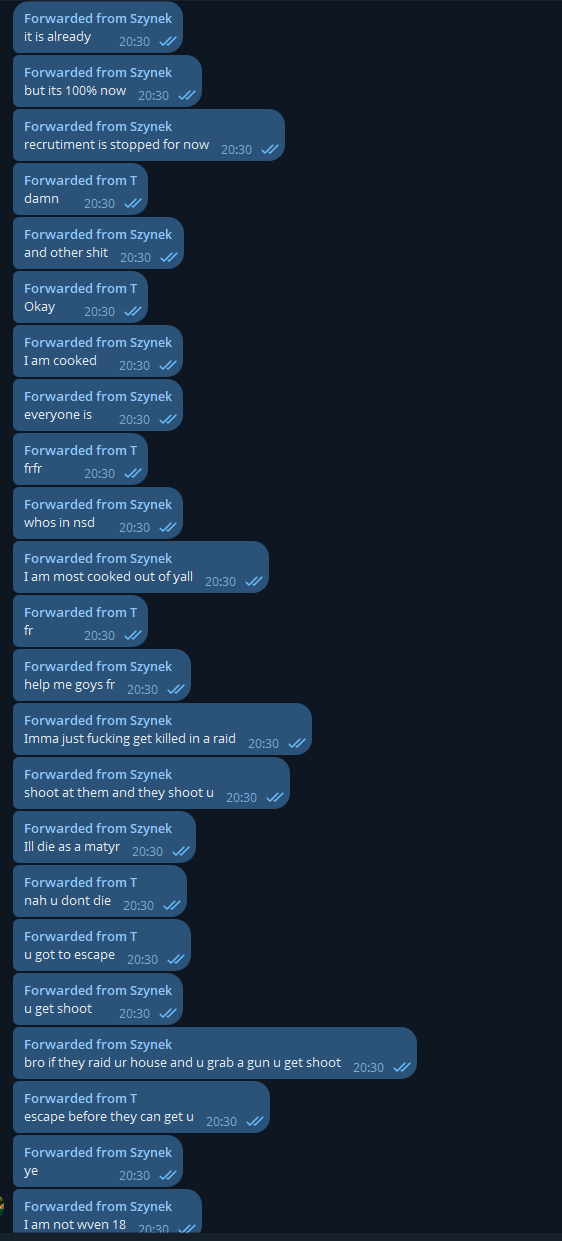 Forwarded from Szynek
it is already
20:30
Forwarded from Szynek
but its 100% now
20:30
Forwarded from Szynek
recrutiment is stopped for now
20:30
Forwarded from T
damn
20:30
Forwarded from Szynek
and other shit
20:30
Forwarded from T
Okay
20:30
Forwarded from Szynek
I am cooked
20:30
Forwarded from Szynek
everyone is
20:30
Forwarded from T
frfr
20:30
Forwarded from Szynek
whos in nsd
20:30
Forwarded from Szynek
I am most cooked out of yall
20:30
Forwarded from T
fr
20:30
Forwarded from Szynek
help me goys fr
20:30
Forwarded from Szynek
Imma just fucking get killed in a raid
20:30
Forwarded from Szynek
shoot at them and they shoot u
20:30
Forwarded from Szynek
Ill die as a matyr
20:30
Forwarded from T
nah u dont die
20:30
Forwarded from T
u got to escape
20:30
Forwarded from Szynek
u get shoot
20:30
Forwarded from Szynek
bro if they raid ur house and u grab a gun u get shoot
20:30
Forwarded from T
escape before they can get u
20:30
Forwarded from Szynek
ye
20:30
Forwarded from Szynek
I am not wven 18
20:30